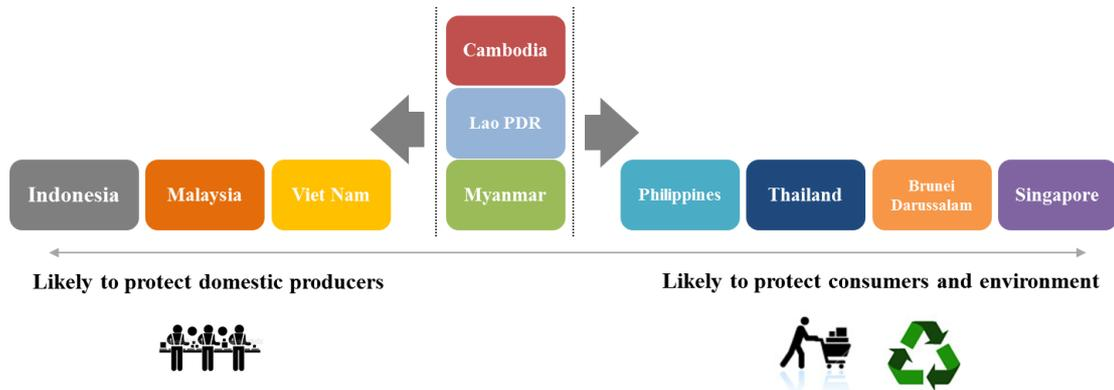 Cambodia
Lao PDR
Indonesia
Malaysia
Viet Nam
Myanmar
Philippines
Thailand
Brunei
Darussalam
Singapore
Likely to protect domestic producers
Likely to protect consumers and environment